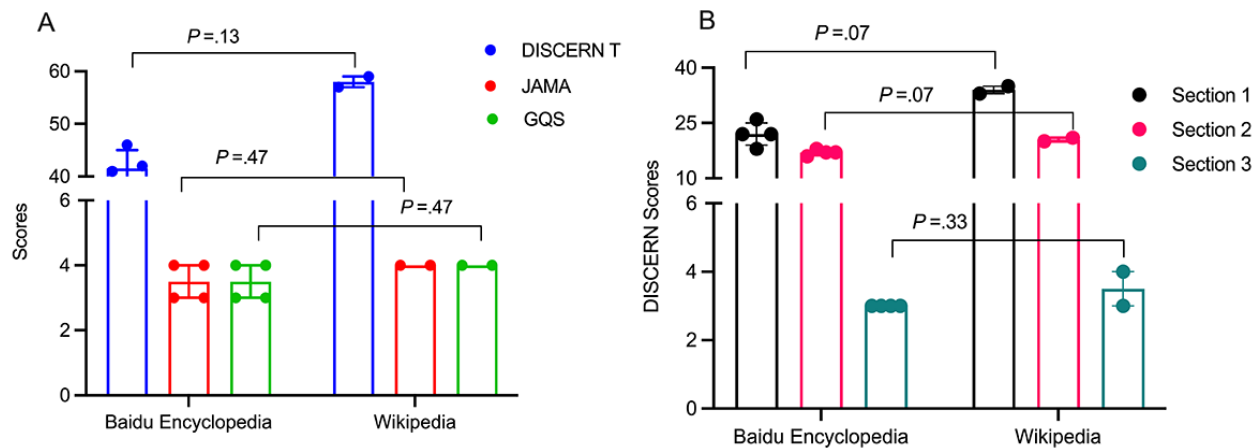 A
P =.13
DISCERN T
JAMA
GQS
60
50
40
P =.47
6
P =.47
4
2
0
Scores
Baidu Encyclopedia
Wikipedia
B
P =.07
Section 1
Section 2
Section 3
40
P =.07
25
10
6
P =.33
4
2
0
DISCERN Scores
Baidu Encyclopedia
Wikipedia